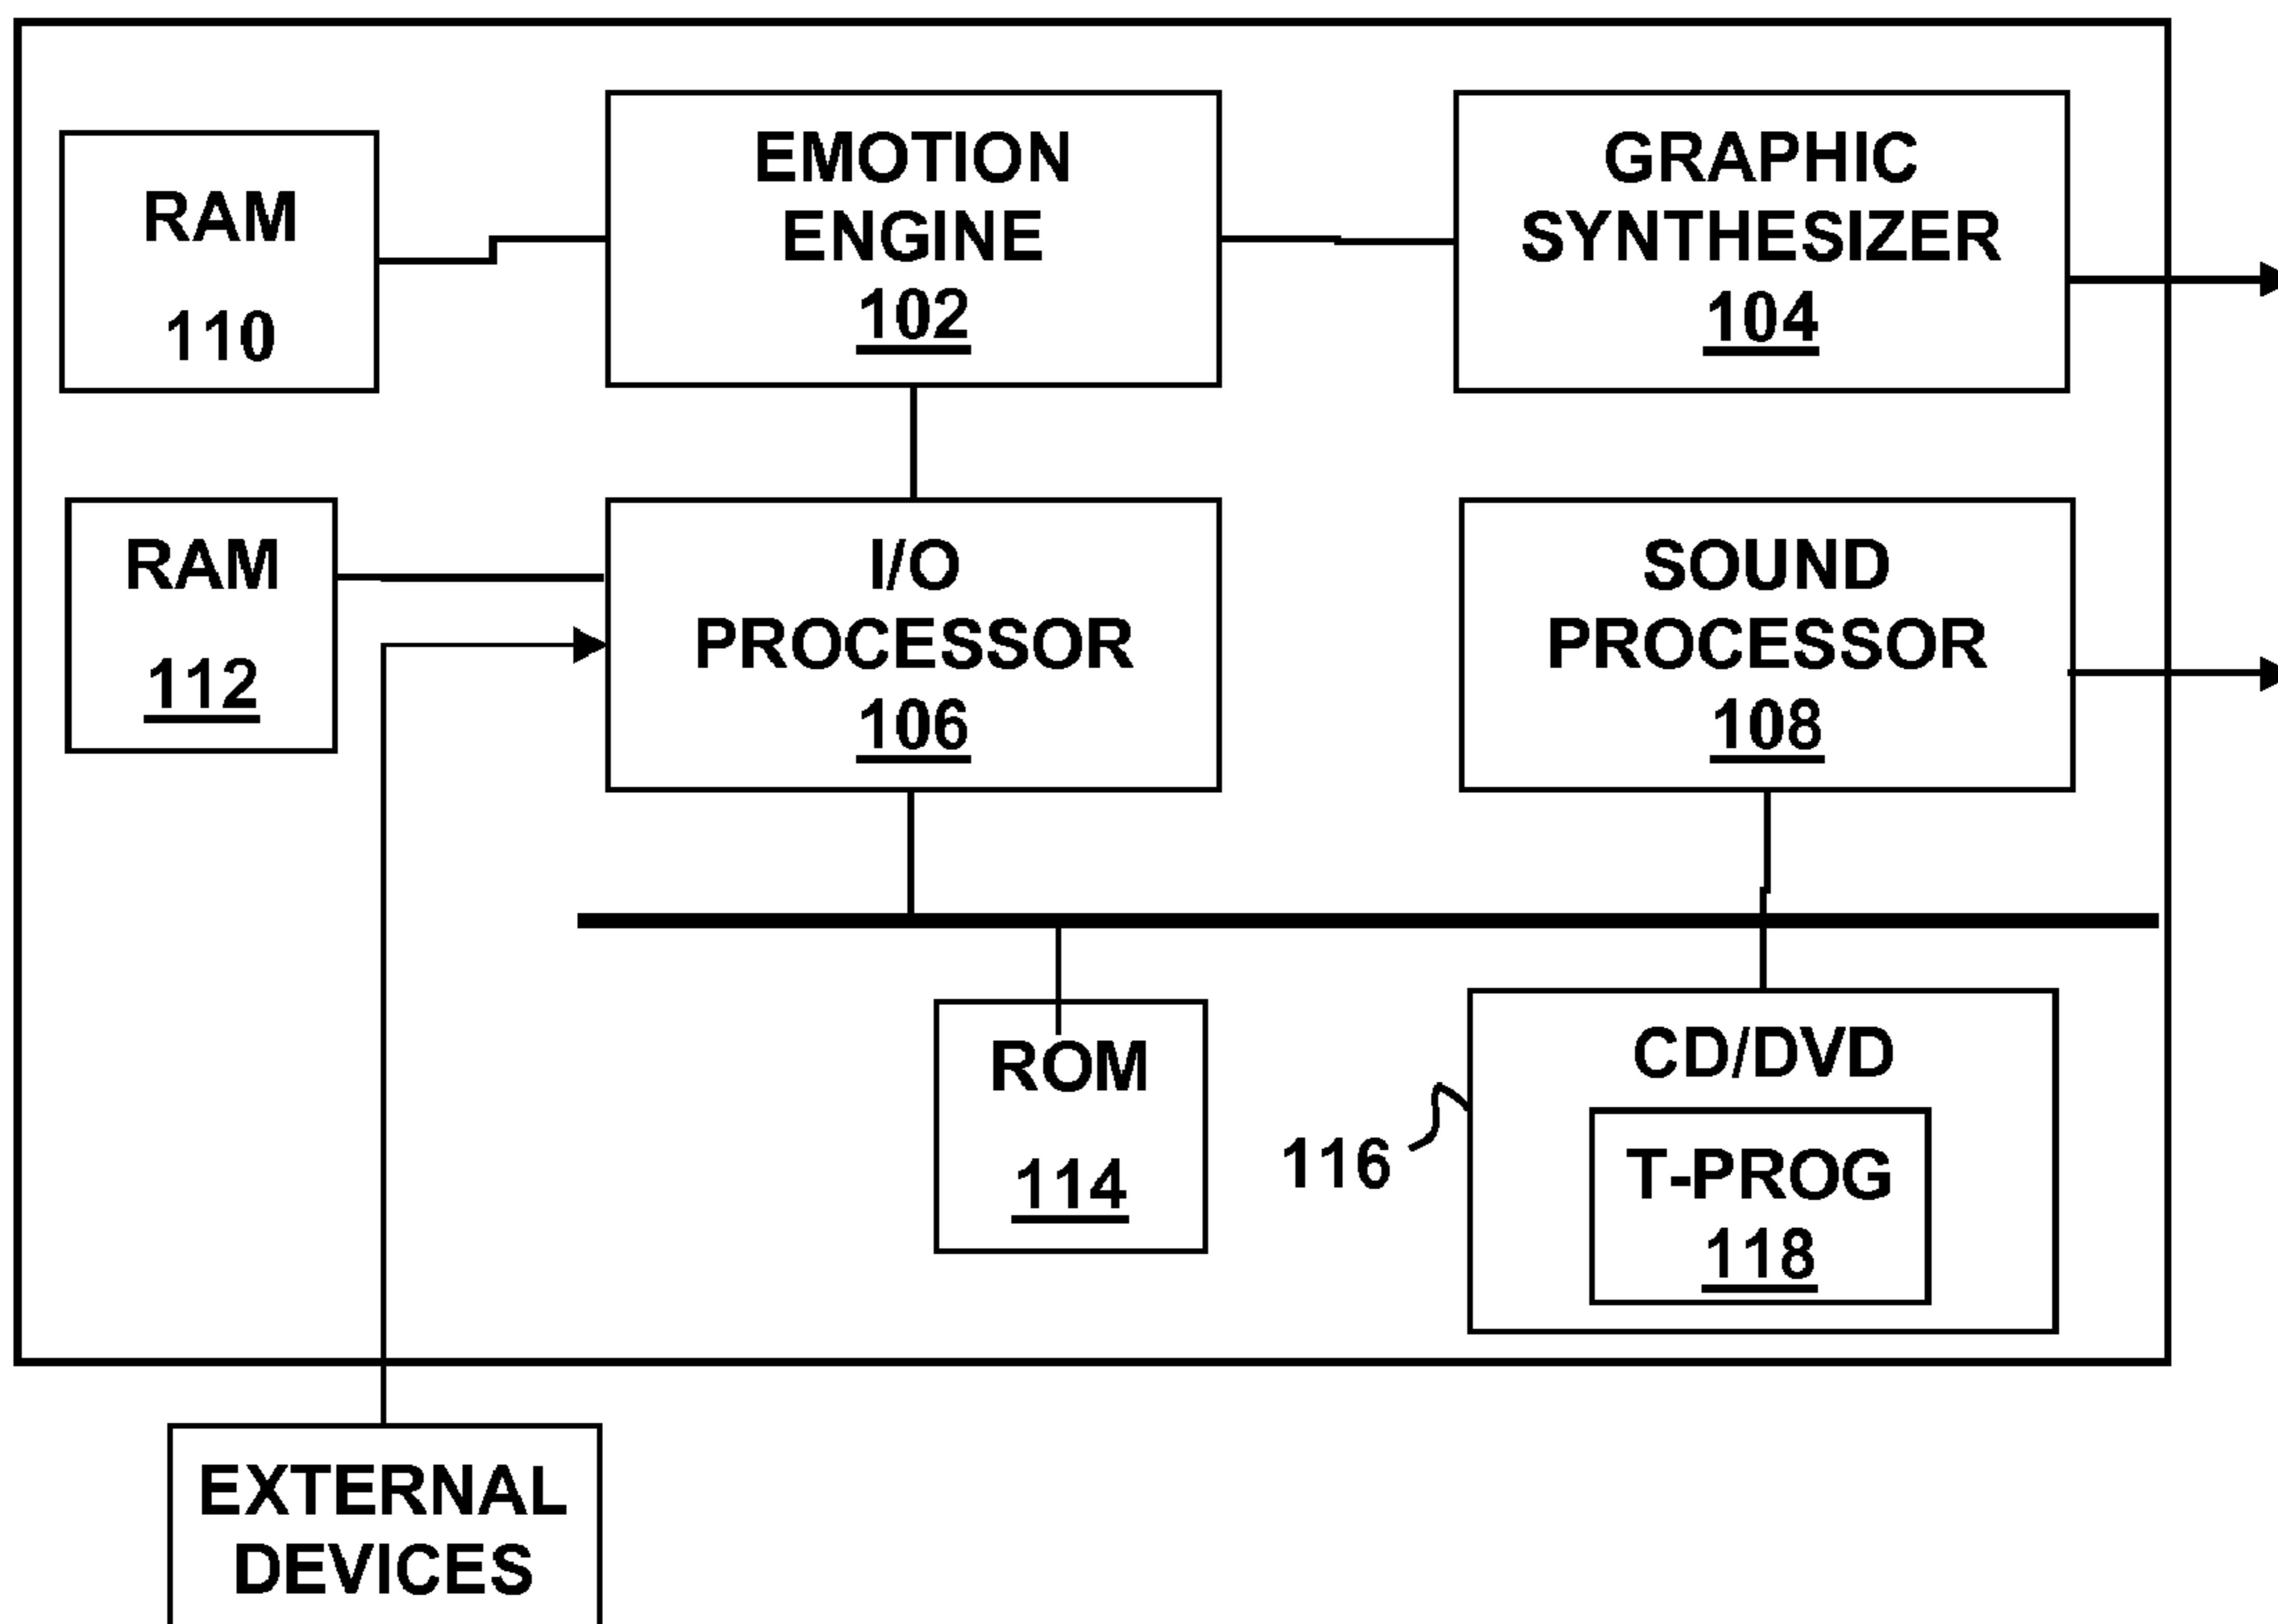 RAM
110
EMOTION
ENGINE
102
GRAPHIC
SYNTHESIZER
104
RAM
112
I/O
PROCESSOR
106
SOUND
PROCESSOR
108
ROM
114
116
CD/DVD
T-PROG
118
EXTERNAL
DEVICES